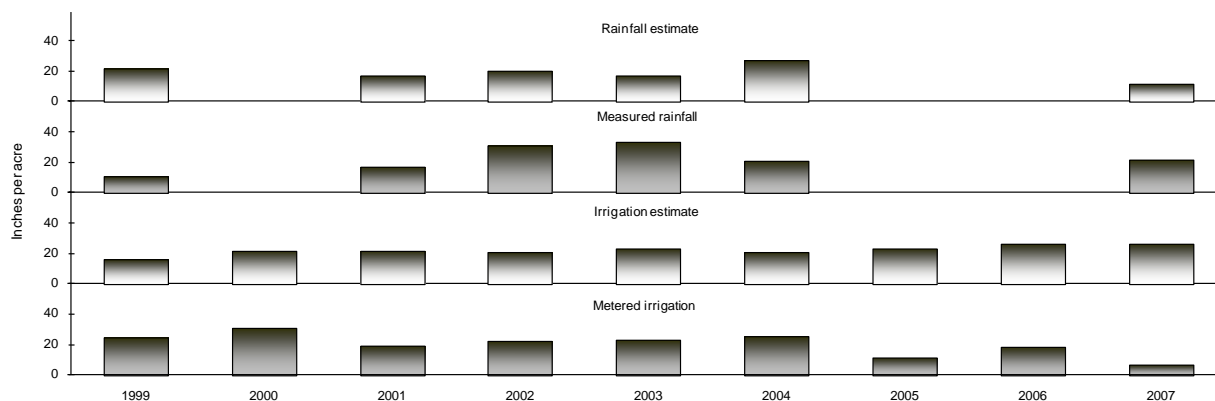 Rainfall estimate
40
20
0
Measured rainfall
40
20
0
Inches per acre
Irrigation estimate
40
20
0
Metered irrigation
40
20
0
1999 2000 2001 2002 2003 2004 2005 2006 2007